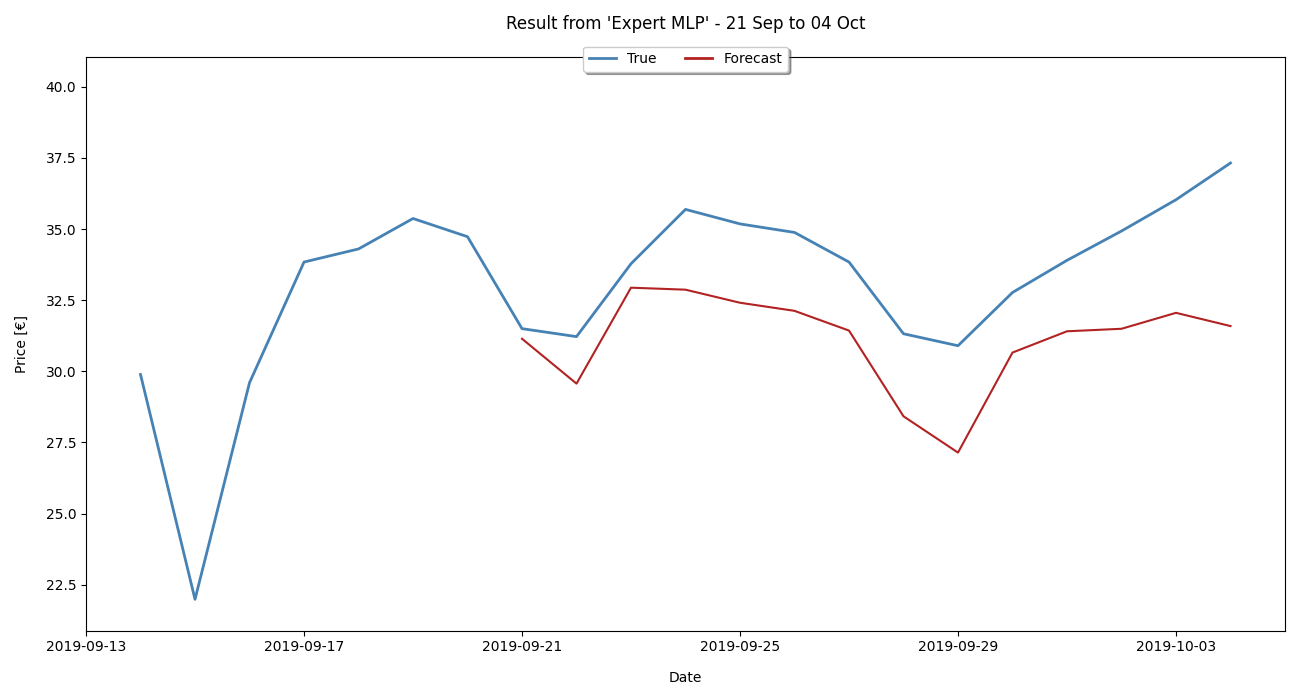 Result from 'Expert MLP' - 21 Sep to 04 Oct
True Forecast
40.0
37.5
35.0
32.5
30.0
27.5
25.0
22.5
Price [€]
2019-09-13 2019-09-17 2019-09-21 2019-09-25 2019-09-29 2019-10-03
Date